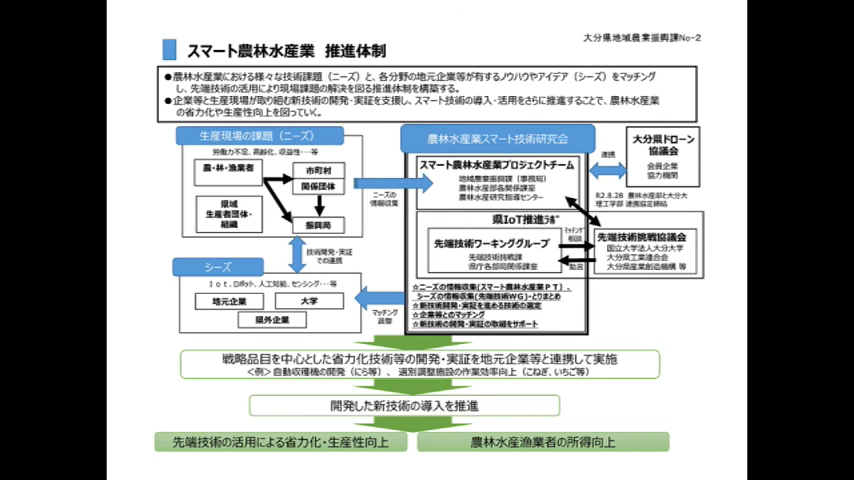 大分県地域農業振興課No-2
スマート農林水産業 推進体制
●農林水産業における様々な技術課題（ニーズ）と、各分野の地元企業等が有するノウハウやアイデア（シーズ）をマッチング
し、先端技術の活用により現場課題の解決を図る推進体制を構築する。
●企業等と生産現場が取り組む新技術の開発・実証を支援し、スマート技術の導入・活用をさらに推進することで、農林水産業
の省力化や生産性向上を図っていく。
生産現場の課題（ニーズ）
労働力不足、高齢化、収益性・・・等
農・林・漁業者
市町村
関係団体
県域
生産者団体・
組織
振興局
ニーズの
情報収集
技術開発・実証
での連携
シーズ
Iot、ロボット、人工知能、センシング・・・等
地元企業
大学
県外企業
マッチング
調整
農林水産業スマート技術研究会
スマート農林水産業プロジェクトチーム
地域農業振興課（事務局）
農林水産部各関係課室
農林水産研究指導センター
県IoT推進ラボ
先端技術ワーキンググループ
先端技術挑戦課
県庁各部局関係課室
☆ニーズの情報収集(スマート農林水産業PT）、
シーズの情報収集(先端技術WG)・とりまとめ
☆新技術開発・実証を進める技術の選定
☆企業等とのマッチング
☆新技術の開発・実証の取組をサポート
連携
大分県ドローン
協議会
会員企業
協力機関
R2.8.28 農林水産部と大分大
理工学部 連携協定締結
マッチング
相談
助言
先端技術挑戦協議会
国立大学法人大分大学
大分県工業連合会
大分県産業創造機構 等
戦略品目を中心とした省力化技術等の開発・実証を地元企業等と連携して実施
＜例＞自動収穫機の開発（にら等）、選別調整施設の作業効率向上（こねぎ、いちご等）
開発した新技術の導入を推進
先端技術の活用による省力化・生産性向上
農林水産漁業者の所得向上